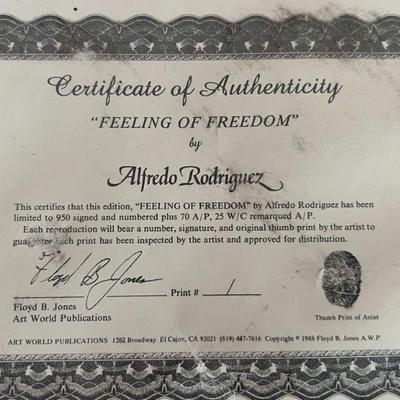 Certificate of Authenticity
"FEELING OF FREEDOM"
by
Alfredo Rodriguez
This certifies that this edition, "FEELING OF FREEDOM" by Alfredo Rodriguez has been
limited to 950 signed and numbered plus 70 A/P, 25 W/C remarqued A/P.
Each reproduction will bear a number, signature, and original thumb print by the artist to
guarantee such print has been inspected by the artist and approved for distribution.
Floyd B. Jones
Print # 1
Floyd B. Jones
Art World Publications
Thumb Print of Artist
ART WORLD PUBLICATIONS 1262 Broadway El Cajon, CA 92021 (619) 487-7616 Copyright © 1988 Floyd B. Jones A.W.P.